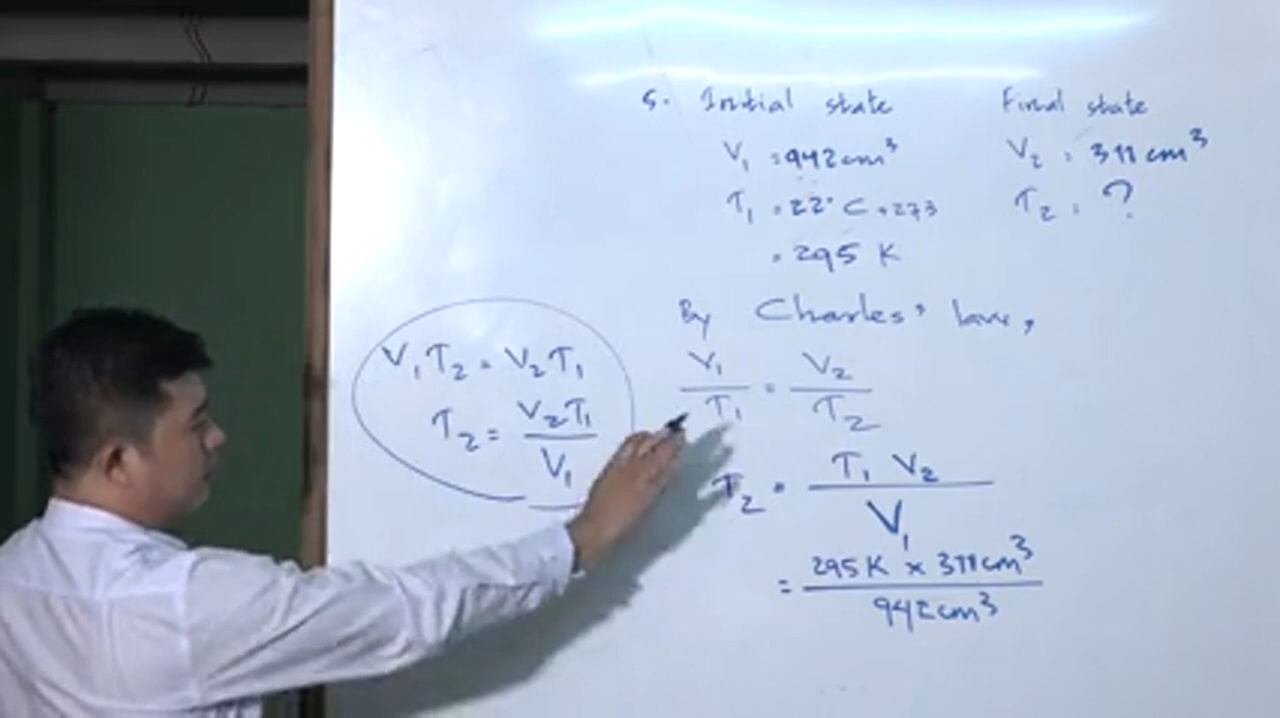 5. Initial state Final state
V₁ = 942 cm³ V₂ = 311 cm³
T₁ = 22° C + 273 T₂ = ?
= 295 K
By Charles' law,
V₁/T₁ = V₂/T₂
V₁T₂ = V₂T₁
T₂ = V₂T₁/V₁
T₂ = T₁ V₂/V₁
= 295 K × 311 cm³/942 cm³